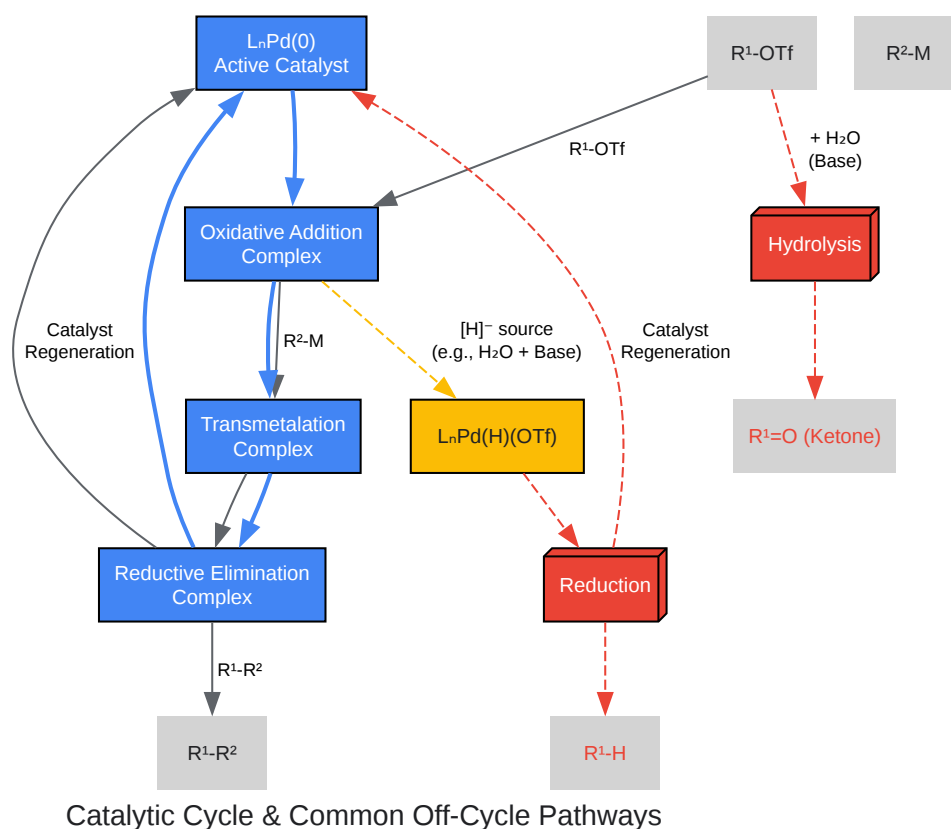 LₙPd(0)
Active Catalyst
R¹-OTf
R²-M
R¹-OTf
+ H₂O
(Base)
Oxidative Addition
Complex
Hydrolysis
Catalyst
Regeneration
R²-M
[H]⁻ source
(e.g., H₂O + Base)
Catalyst
Regeneration
Transmetalation
Complex
LₙPd(H)(OTf)
R¹=O (Ketone)
Reductive Elimination
Complex
Reduction
R¹-R²
R¹-R²
R¹-H
Catalytic Cycle & Common Off-Cycle Pathways